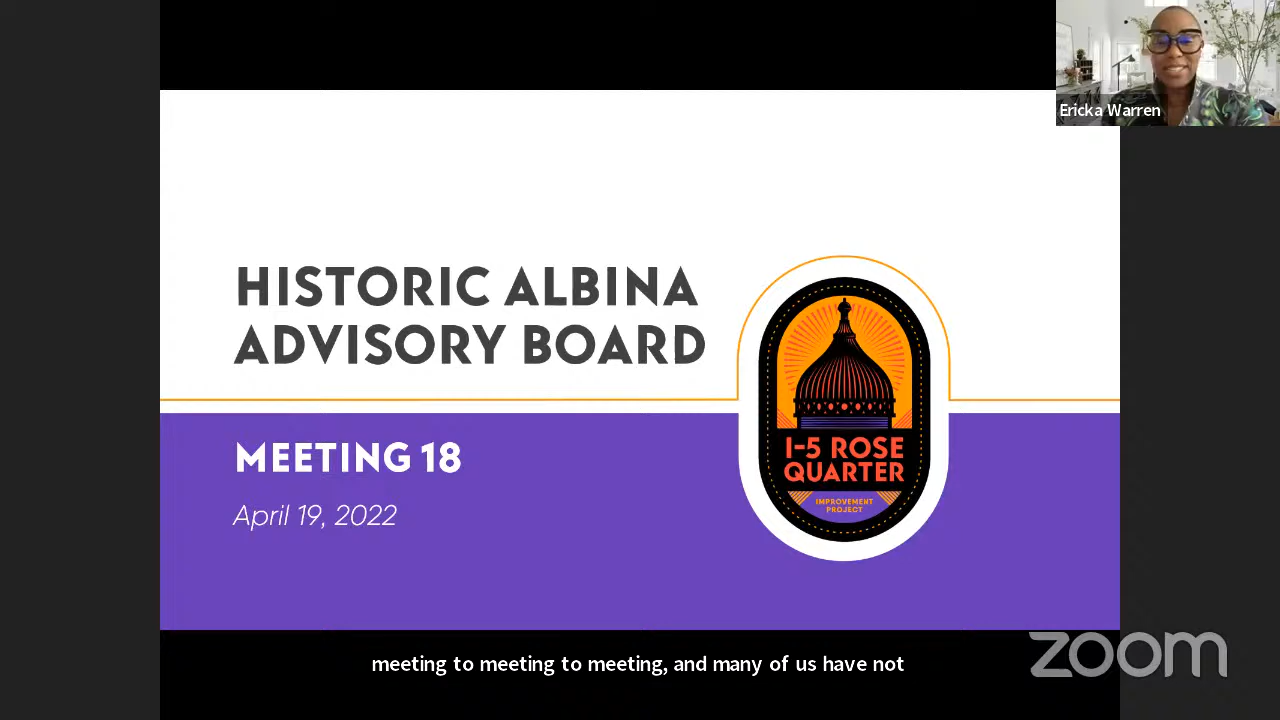 Ericka Warren
HISTORIC ALBINA
ADVISORY BOARD
MEETING 18
April 19, 2022
I-5 ROSE
QUARTER
IMPROVEMENT
PROJECT
meeting to meeting to meeting, and many of us have not
zoom